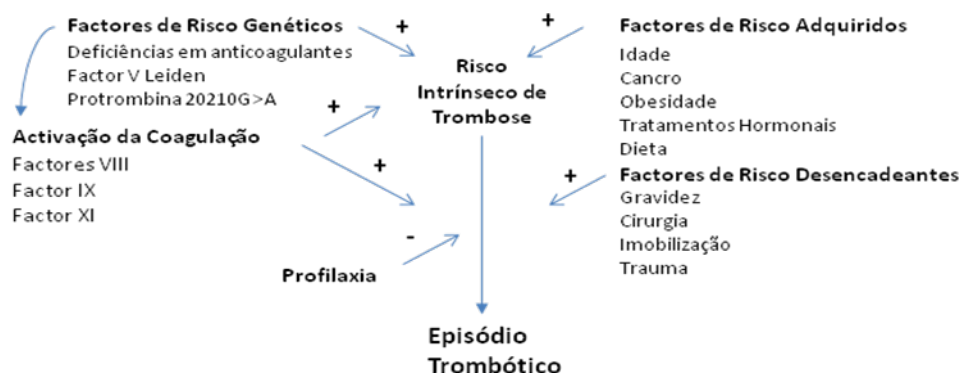 Factores de Risco Genéticos
Deficiências em anticoagulantes
Factor V Leiden
Protrombina 20210G>A
+
+
Factores de Risco Adquiridos
Idade
Cancro
Obesidade
Tratamentos Hormonais
Dieta
Risco
Intrínseco de
Trombose
Activação da Coagulação
Factores VIII
Factor IX
Factor XI
+
+
+
Factores de Risco Desencadeantes
Gravidez
Cirurgia
Imobilização
Trauma
-
Profilaxia
Episódio
Trombótico